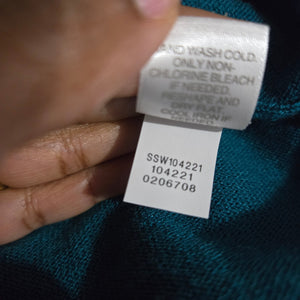 HAND WASH COLD.
ONLY NON-
CHLORINE BLEACH
IF NEEDED.
RESHAPE AND
DRY FLAT
COOL IRON IF
SSW104221
104221
0206708